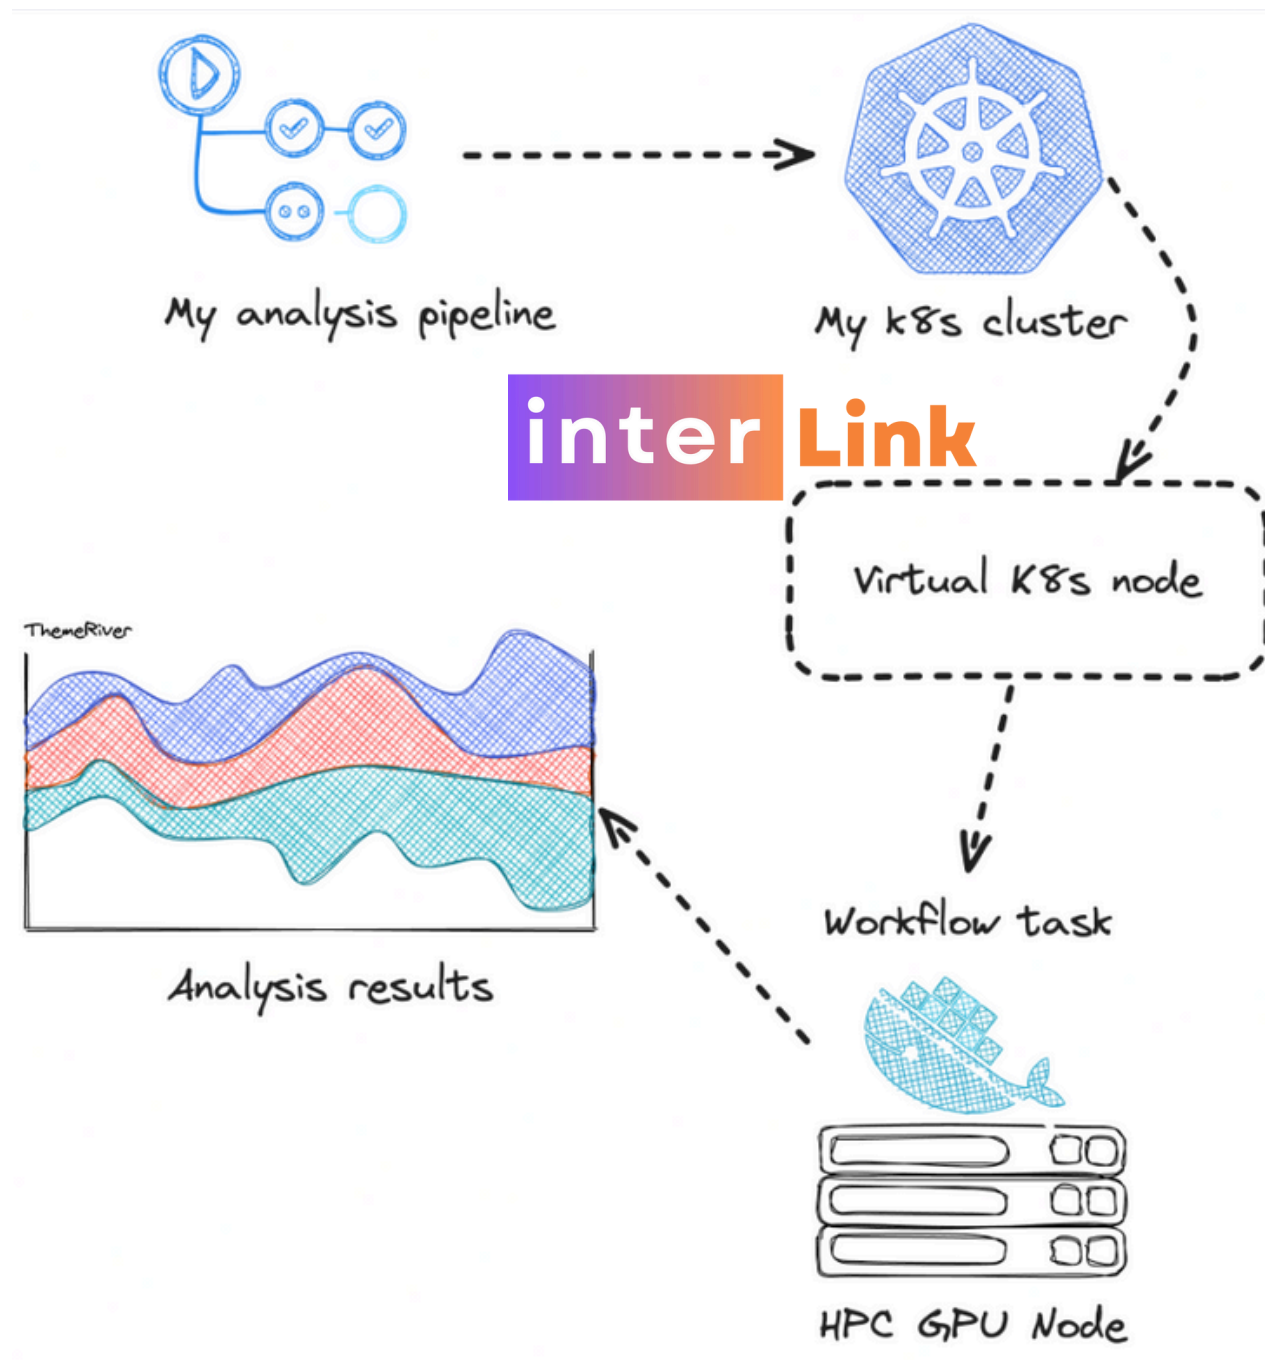 My analysis pipeline
My k8s cluster
inter Link
Virtual K8s node
ThemeRiver
Workflow task
Analysis results
HPC GPU Node